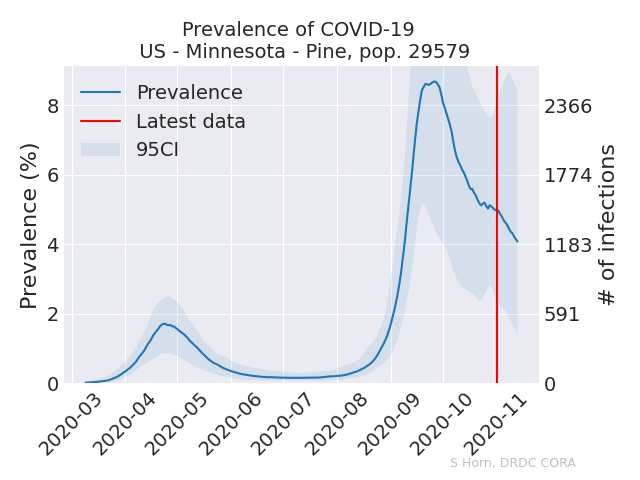 Prevalence of COVID-19
US - Minnesota - Pine, pop. 29579
Prevalence
Latest data
95CI
Prevalence (%)
8
6
4
2
0
2366
1774
1183
591
0
# of infections
2020-03
2020-04
2020-05
2020-06
2020-07
2020-08
2020-09
2020-10
2020-11
S Horn, DRDC CORA